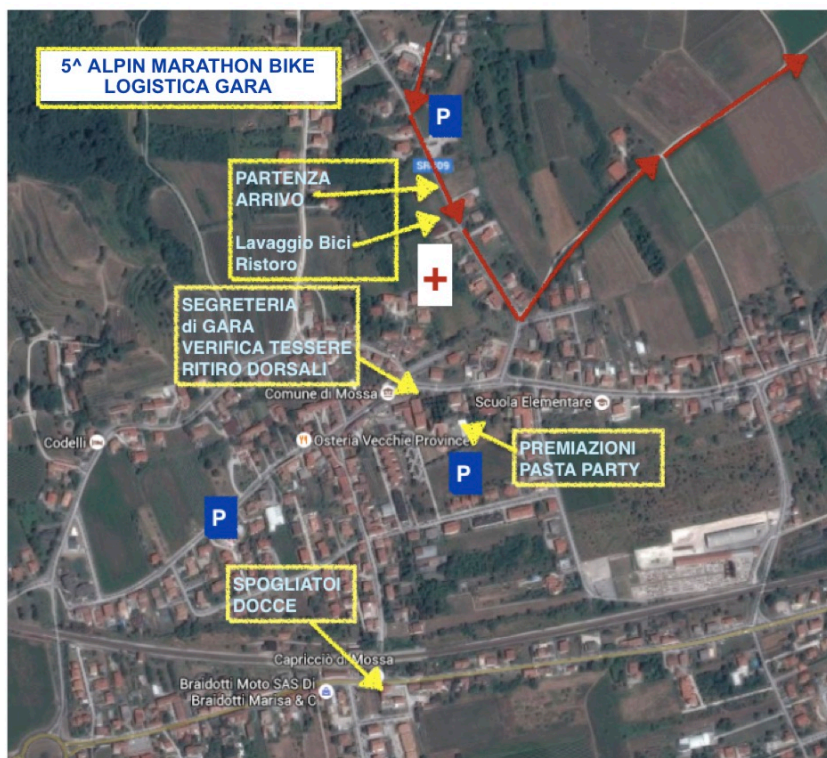 5^ ALPIN MARATHON BIKE
LOGISTICA GARA
P
PARTENZA
ARRIVO
Lavaggio Bici
Ristoro
SEGRETERIA
di GARA
VERIFICA TESSERE
RITIRO DORSALI
Comune di Mossa
Scuola Elementare
Codelli
Osteria Vecchie Province
PREMIAZIONI
PASTA PARTY
P
P
SPOGLIATOI
DOCCE
Capriccio di Mossa
Braidotti Moto SAS Di
Braidotti Marisa & C